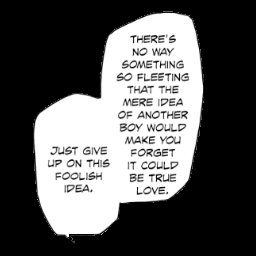 THERE'S
NO WAY
SOMETHING
SO FLEETING
THAT THE
MERE IDEA
OF ANOTHER
BOY WOULD
MAKE YOU
FORGET
IT COULD
BE TRUE
LOVE.
JUST GIVE
UP ON THIS
FOOLISH
IDEA.